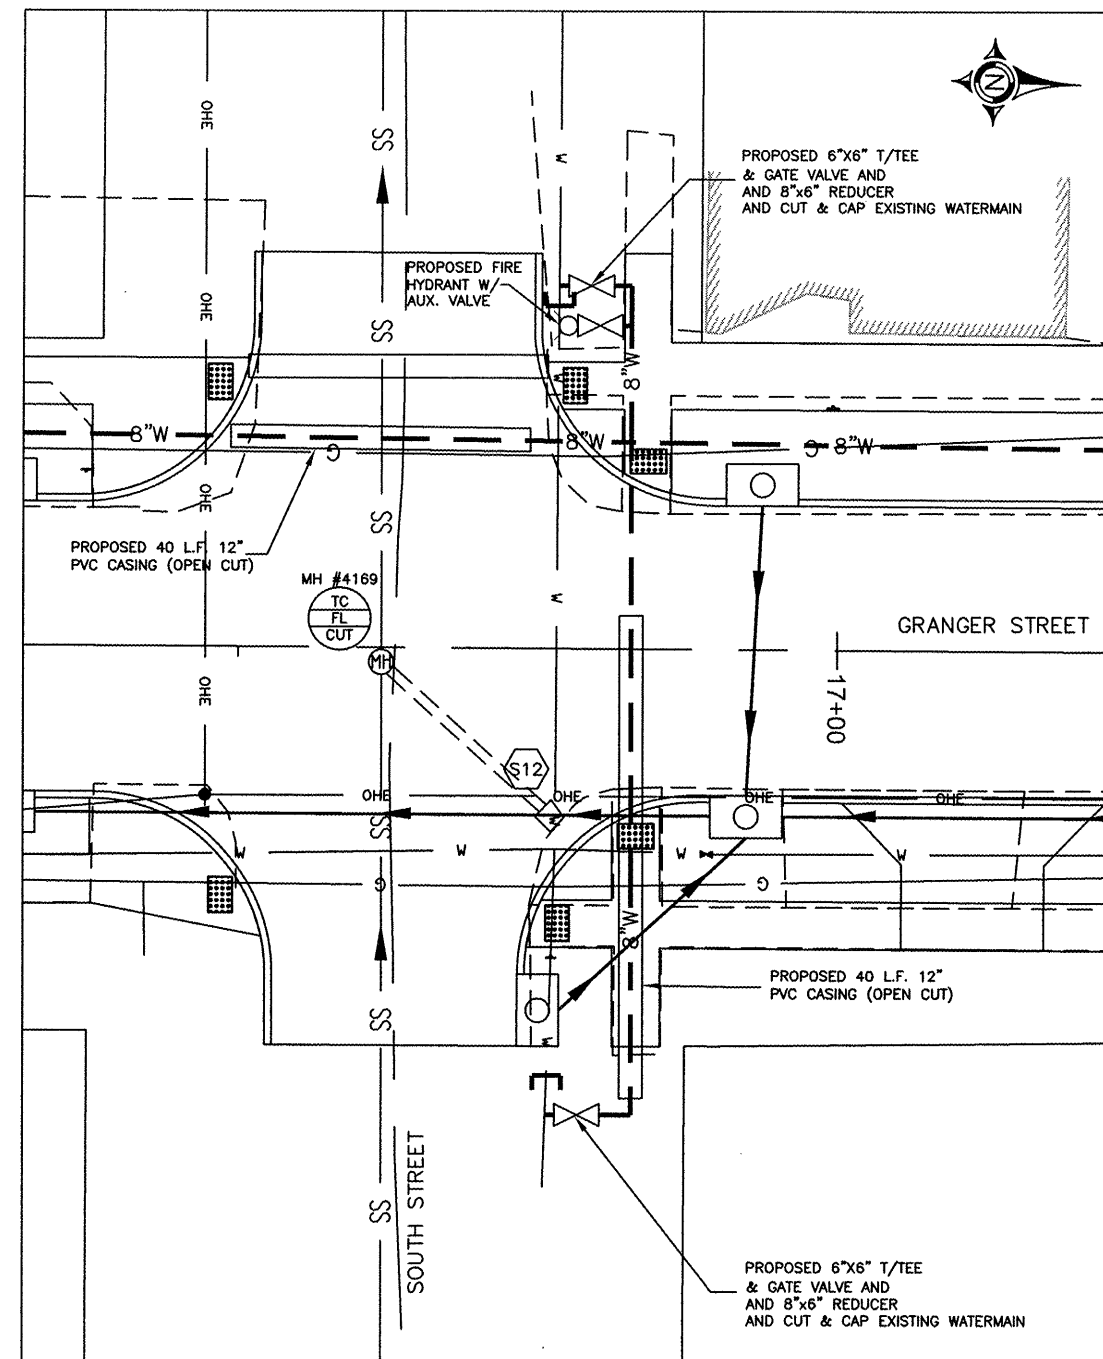 OHE
SS
N
PROPOSED 6"X6" T/TEE
& GATE VALVE AND
AND 8"x6" REDUCER
AND CUT & CAP EXISTING WATERMAIN
W
PROPOSED FIRE
HYDRANT W/
AUX. VALVE
OHE
SS
8"W
W
8"W
G
8"W
G
8"W
OHE
SS
PROPOSED 40 L.F. 12"
PVC CASING (OPEN CUT)
MH #4169
TC
FL
CUT
W
GRANGER STREET
MH
OHE
17+00
S12
OHE
OHE
OHE
OHE
SS
W
W
W
W
G
G
8"W
PROPOSED 40 L.F. 12"
PVC CASING (OPEN CUT)
SS
W
SOUTH STREET
SS
PROPOSED 6"X6" T/TEE
& GATE VALVE AND
AND 8"x6" REDUCER
AND CUT & CAP EXISTING WATERMAIN